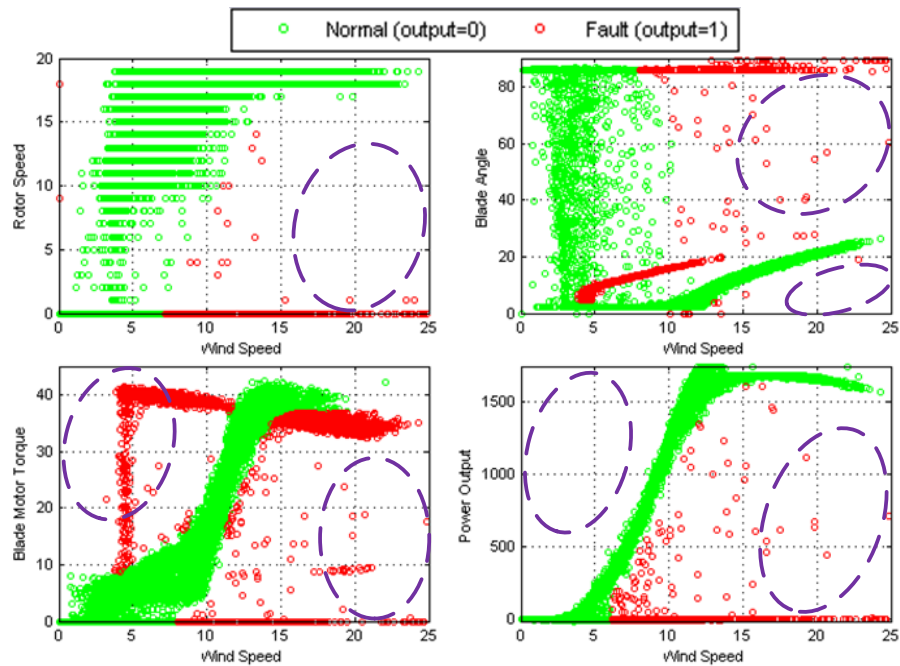 Normal (output=0) Fault (output=1)
20
15
10
5
0
Rotor Speed
0 5 10 15 20 25
Wind Speed
80
60
40
20
0
Blade Angle
0 5 10 15 20 25
Wind Speed
40
30
20
10
0
Blade Motor Torque
0 5 10 15 20 25
Wind Speed
1500
1000
500
0
Power Output
0 5 10 15 20 25
Wind Speed